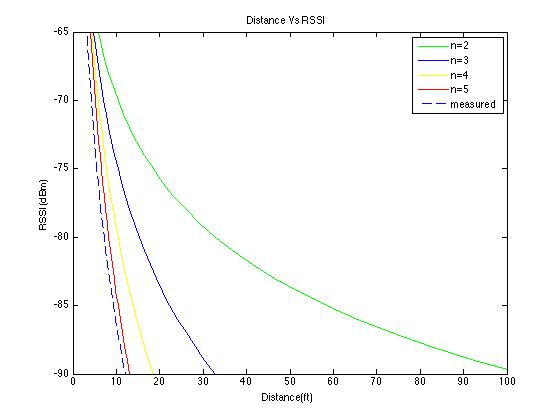 Distance Vs RSSI
-65
-70
-75
-80
-85
-90
RSSI(dBm)
n=2
n=3
n=4
n=5
measured
0 10 20 30 40 50 60 70 80 90 100
Distance(ft)